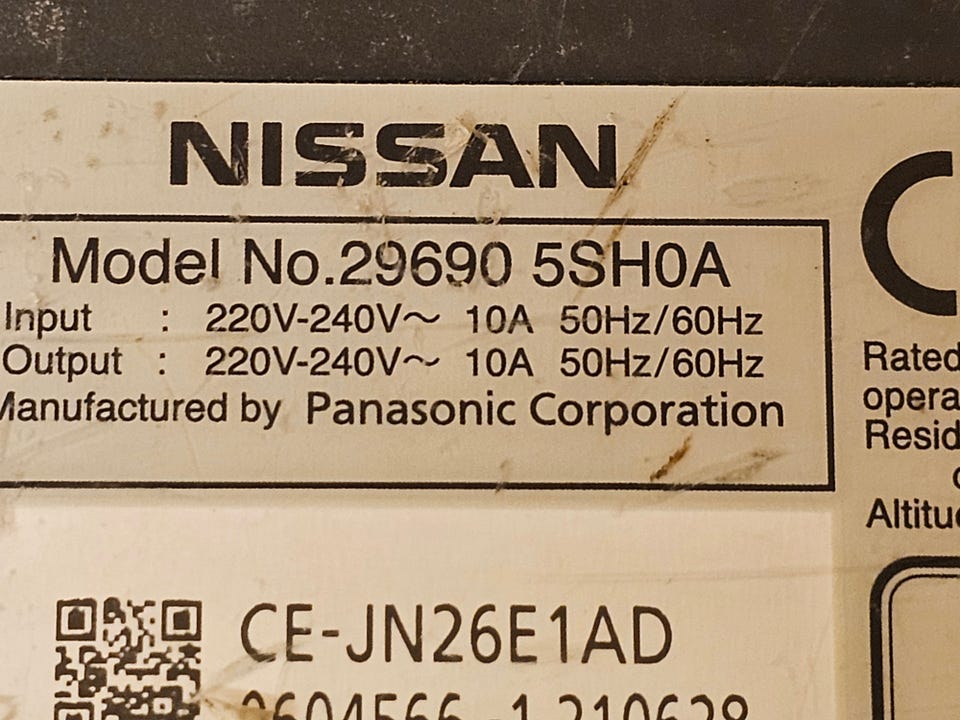 NISSAN
Model No.29690 5SH0A
Input : 220V-240V～ 10A 50Hz/60Hz
Output : 220V-240V～ 10A 50Hz/60Hz
Manufactured by Panasonic Corporation
Rated
Resid
CE-JN26E1AD